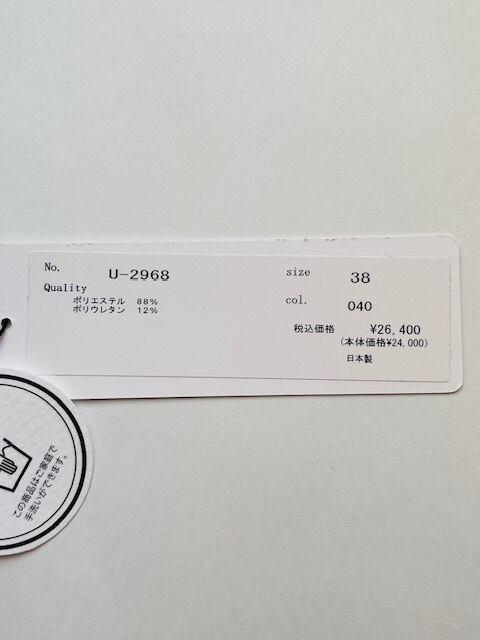 No. U-2968
Quality
ポリエステル 88%
ポリウレタン 12%
size 38
col. 040
税込価格 ¥26,400
(本体価格¥24,000)
日本製
この商品はご家庭で
手洗いができます。